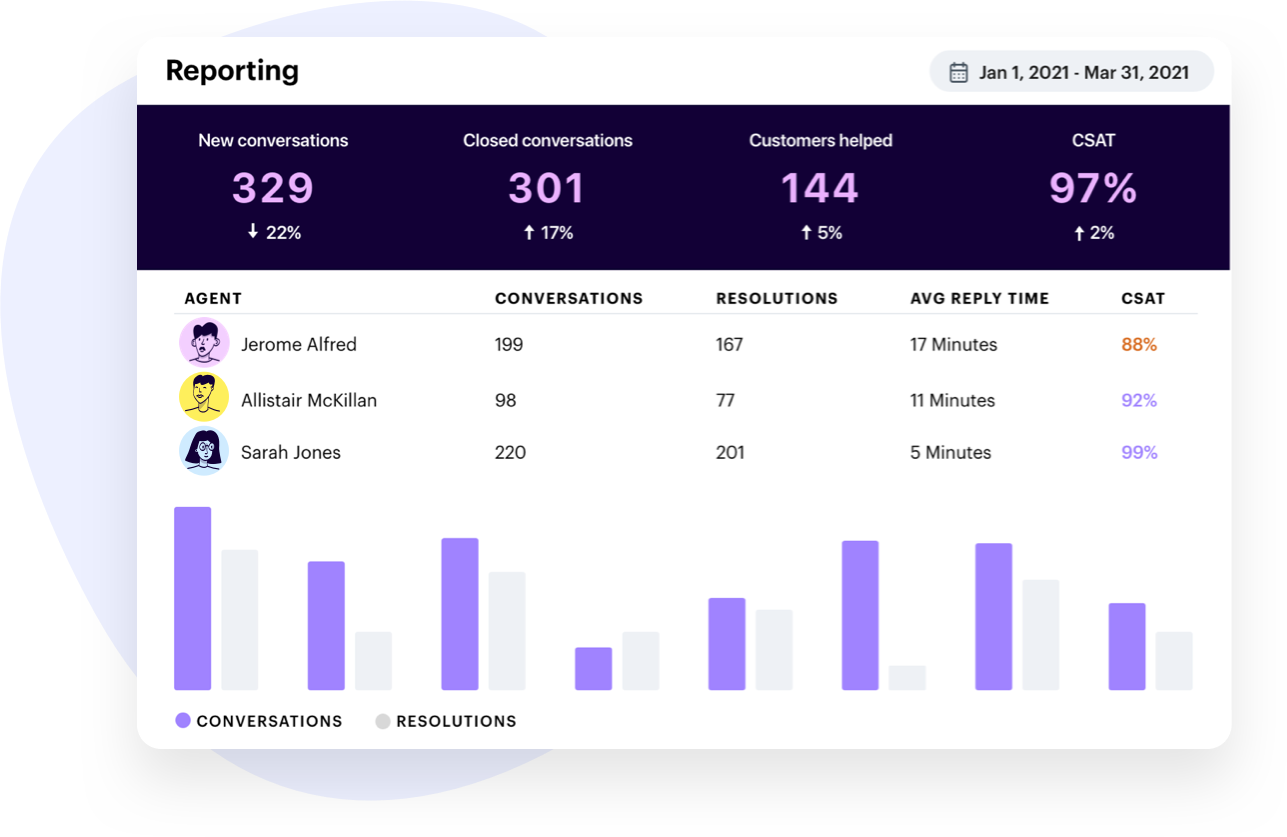 Reporting
Jan 1, 2021 - Mar 31, 2021
New conversations Closed conversations Customers helped CSAT
329 301 144 97%
↓ 22% ↑ 17% ↑ 5% ↑ 2%
AGENT CONVERSATIONS RESOLUTIONS AVG REPLY TIME CSAT
Jerome Alfred 199 167 17 Minutes 88%
Allistair McKillan 98 77 11 Minutes 92%
Sarah Jones 220 201 5 Minutes 99%
CONVERSATIONS RESOLUTIONS